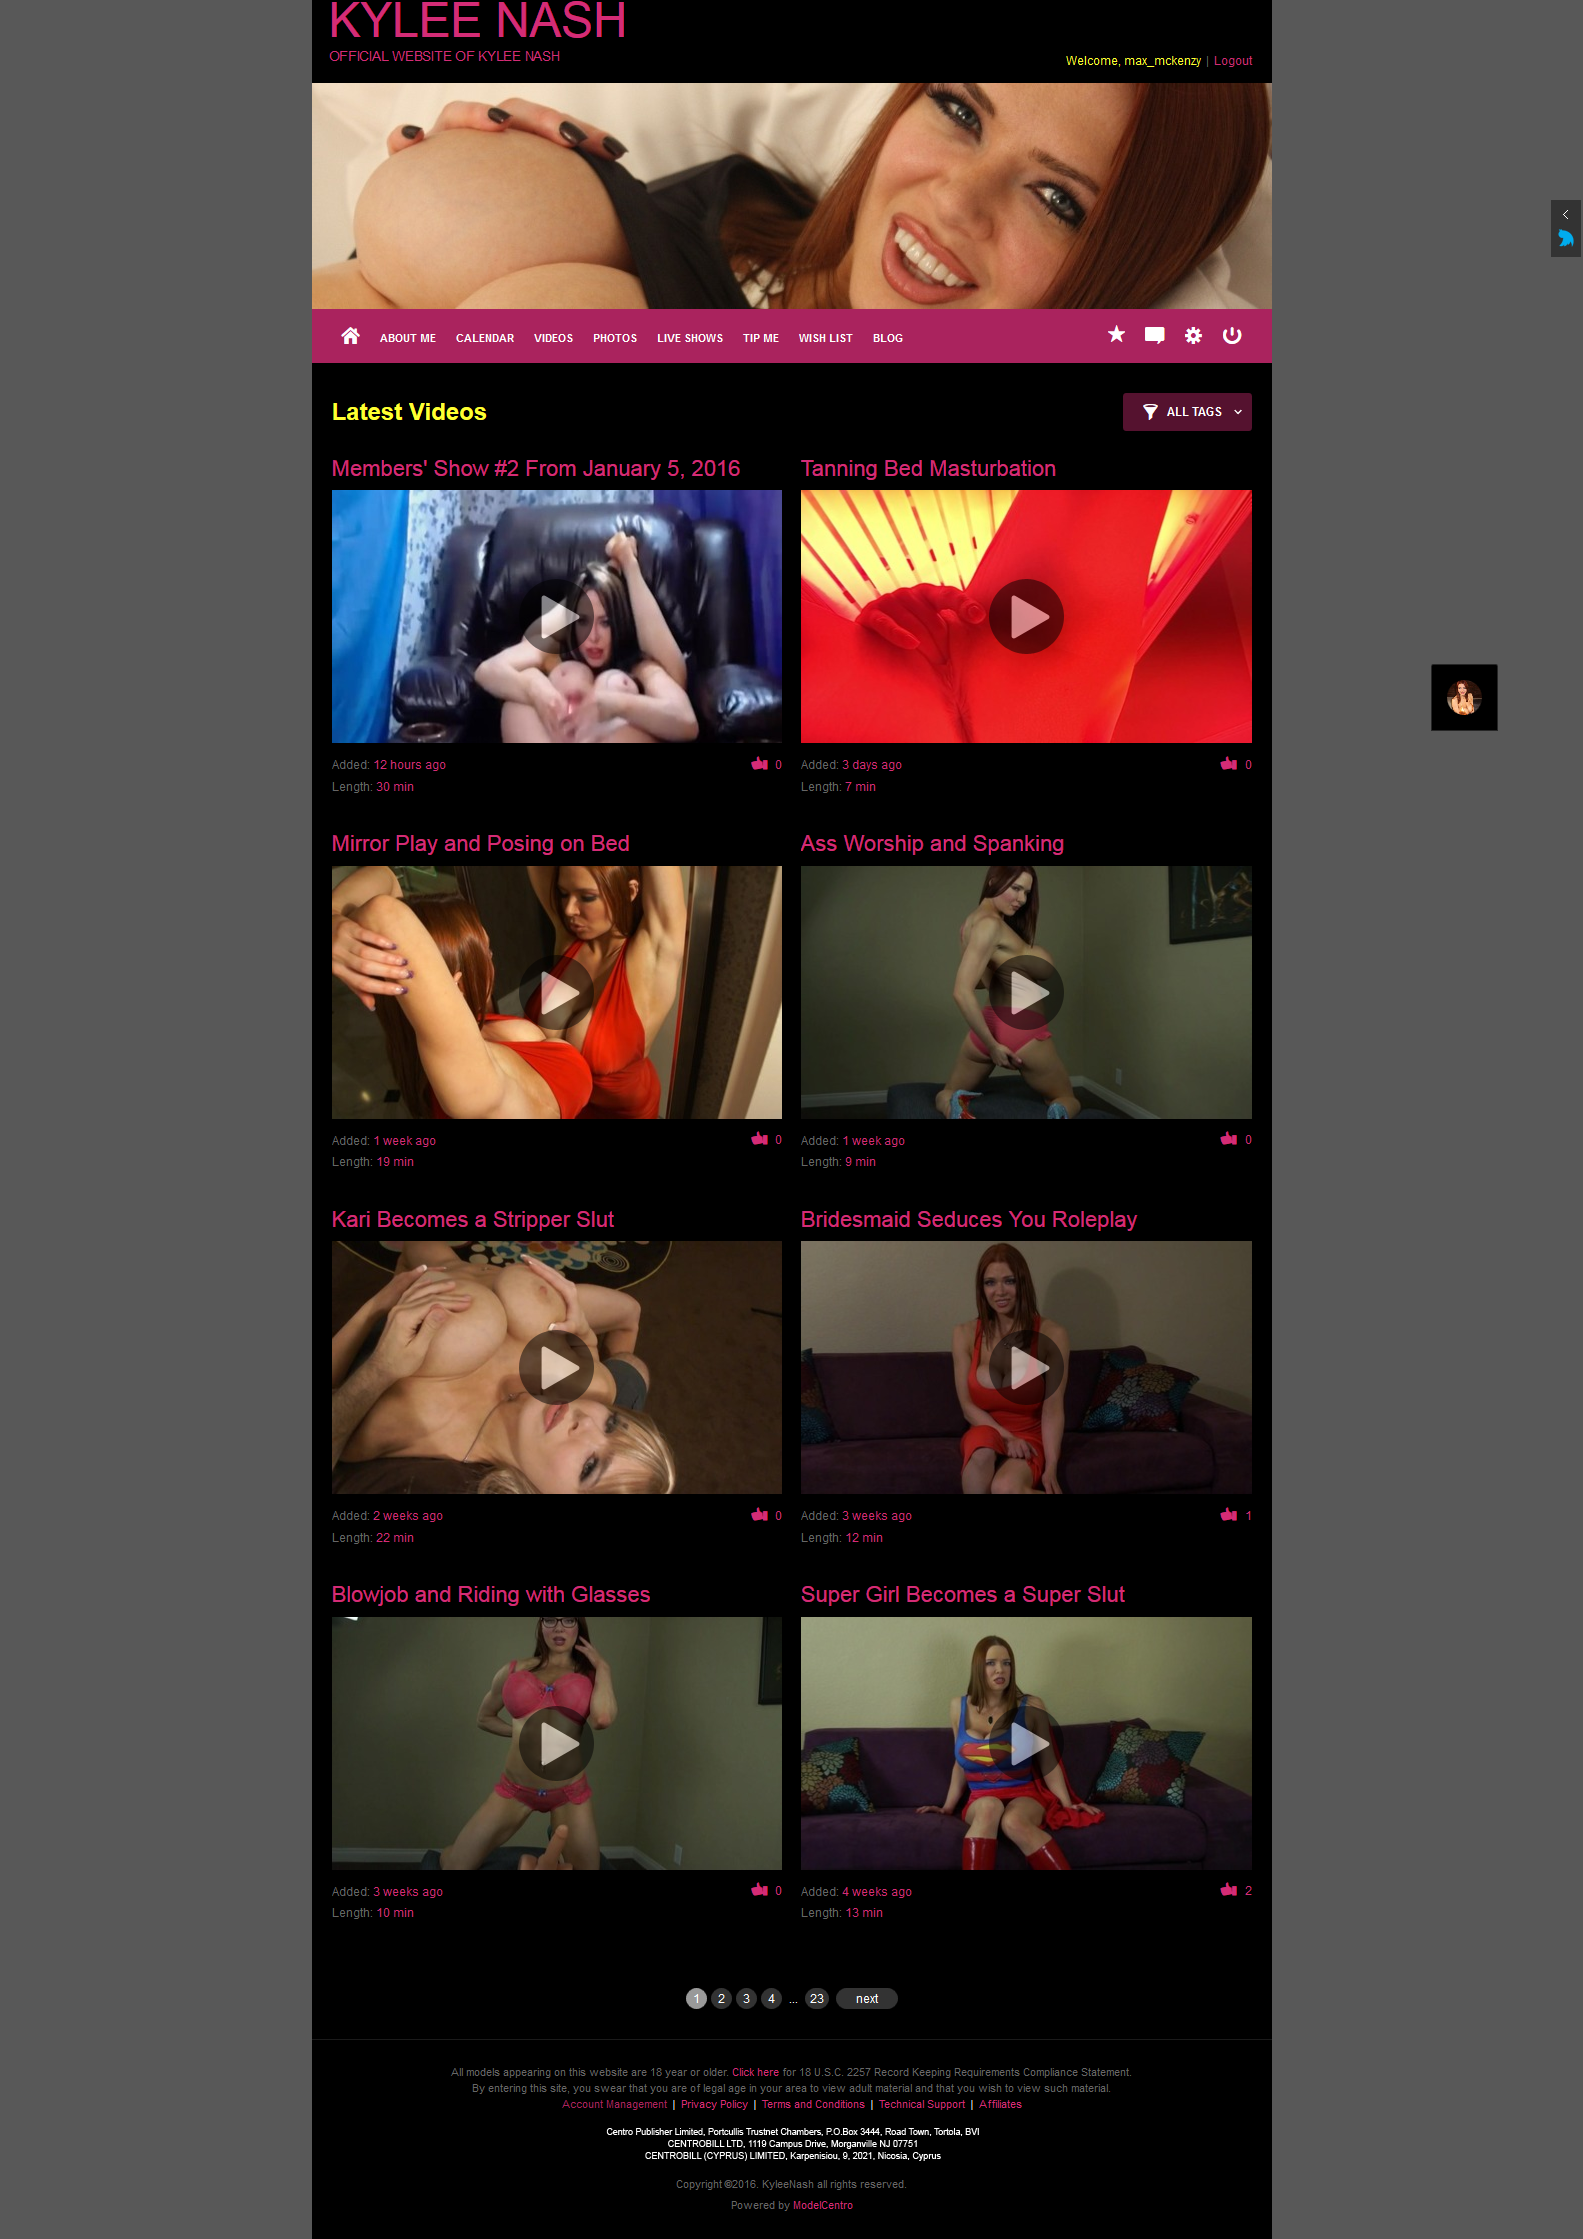 KYLEE NASH
OFFICIAL WEBSITE OF KYLEE NASH
Welcome, max_mckenzy | Logout
ABOUT ME CALENDAR VIDEOS PHOTOS LIVE SHOWS TIP ME WISH LIST BLOG
Latest Videos
ALL TAGS
Members' Show #2 From January 5, 2016
Tanning Bed Masturbation
Added: 12 hours ago 0
Length: 30 min
Added: 3 days ago 0
Length: 7 min
Mirror Play and Posing on Bed
Ass Worship and Spanking
Added: 1 week ago 0
Length: 19 min
Added: 1 week ago 0
Length: 9 min
Kari Becomes a Stripper Slut
Bridesmaid Seduces You Roleplay
Added: 2 weeks ago 0
Length: 22 min
Added: 3 weeks ago 1
Length: 12 min
Blowjob and Riding with Glasses
Super Girl Becomes a Super Slut
Added: 3 weeks ago 0
Length: 10 min
Added: 4 weeks ago 2
Length: 13 min
1 2 3 4 ... 23 next
All models appearing on this website are 18 year or older. Click here for 18 U.S.C. 2257 Record Keeping Requirements Compliance Statement.
By entering this site, you swear that you are of legal age in your area to view adult material and that you wish to view such material.
Account Management | Privacy Policy | Terms and Conditions | Technical Support | Affiliates
Centro Publisher Limited, Portcullis Trustnet Chambers, P.O.Box 3444, Road Town, Tortola, BVI
CENTROBILL LTD, 1119 Campus Drive, Morganville NJ 07751
CENTROBILL (CYPRUS) LIMITED, Karpenisiou, 9, 2021, Nicosia, Cyprus
Copyright ©2016. KyleeNash all rights reserved.
Powered by ModelCentro